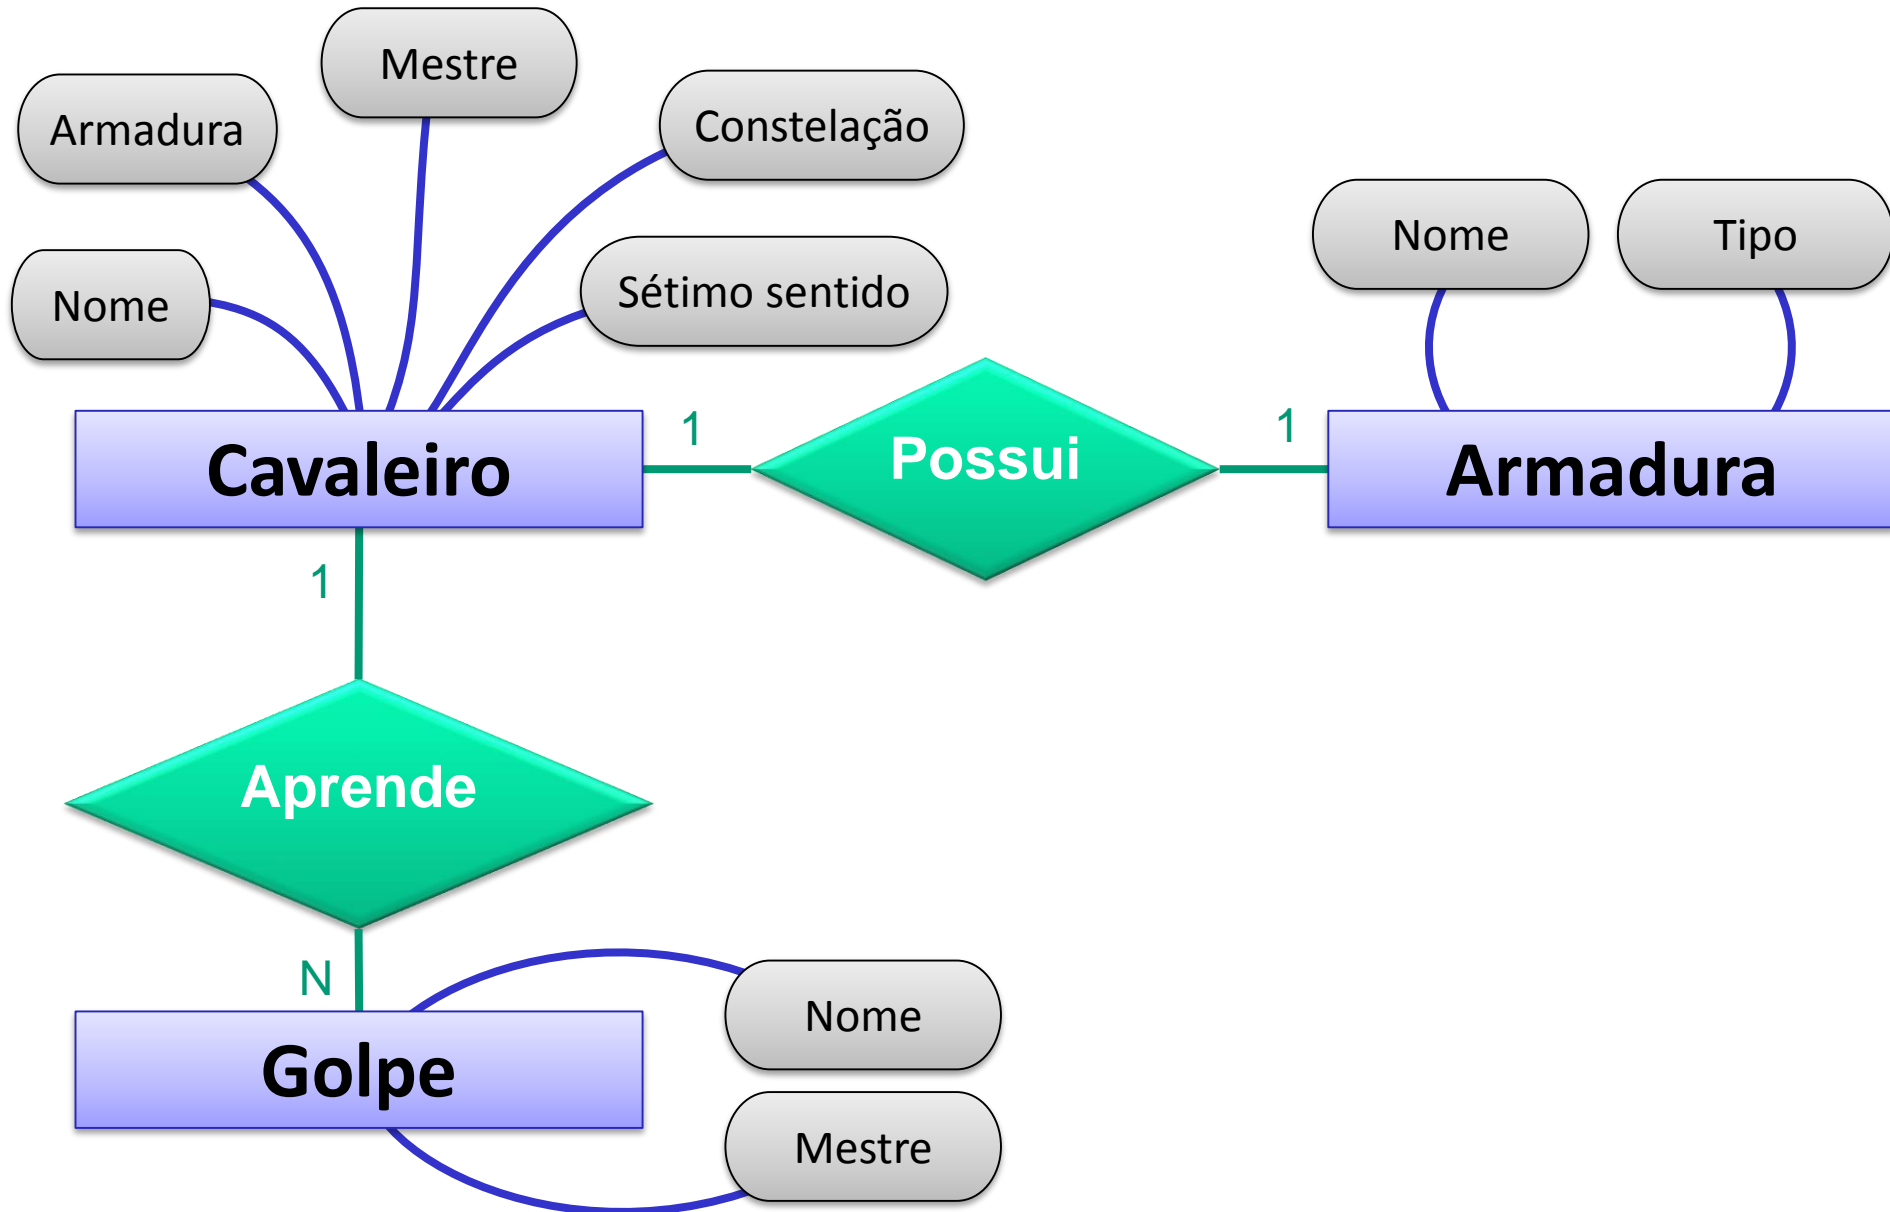 Mestre
Armadura
Constelação
Nome
Sétimo sentido
Nome
Tipo
Cavaleiro
1
Possui
1
Armadura
1
Aprende
N
Golpe
Nome
Mestre